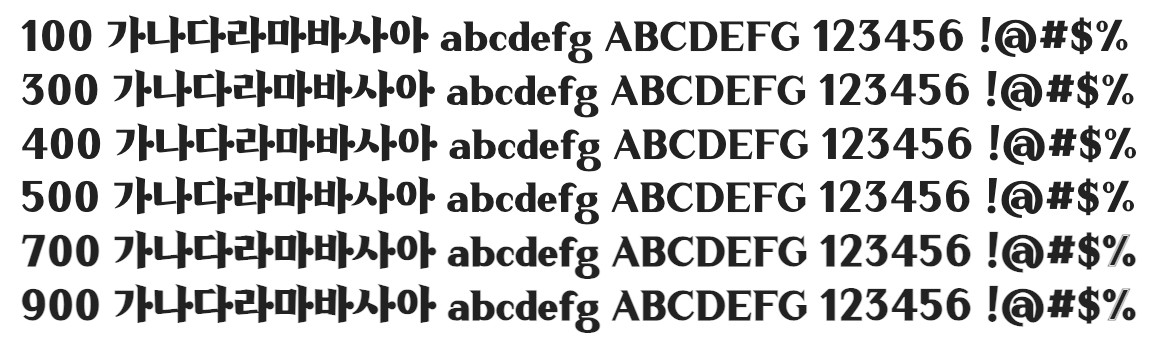 100 가나다라마바사아 abcdefg ABCDEFG 123456 !@#$%
300 가나다라마바사아 abcdefg ABCDEFG 123456 !@#$%
400 가나다라마바사아 abcdefg ABCDEFG 123456 !@#$%
500 가나다라마바사아 abcdefg ABCDEFG 123456 !@#$%
700 가나다라마바사아 abcdefg ABCDEFG 123456 !@#$%
900 가나다라마바사아 abcdefg ABCDEFG 123456 !@#$%